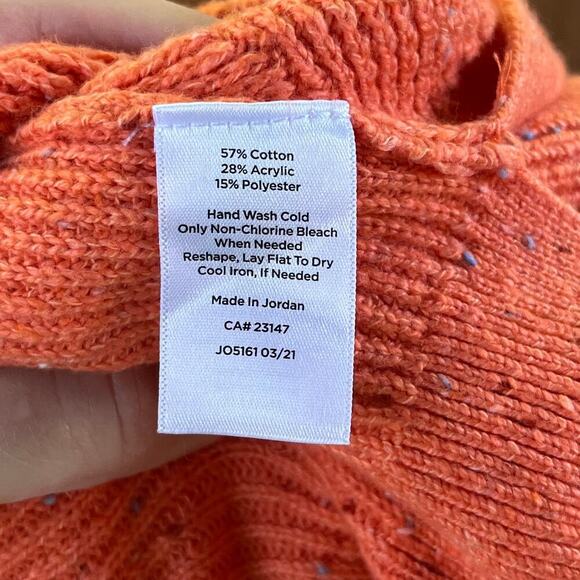 57% Cotton
28% Acrylic
15% Polyester
Hand Wash Cold
Only Non-Chlorine Bleach
When Needed
Reshape, Lay Flat To Dry
Cool Iron, If Needed
Made In Jordan
CA# 23147
JO5161 03/21